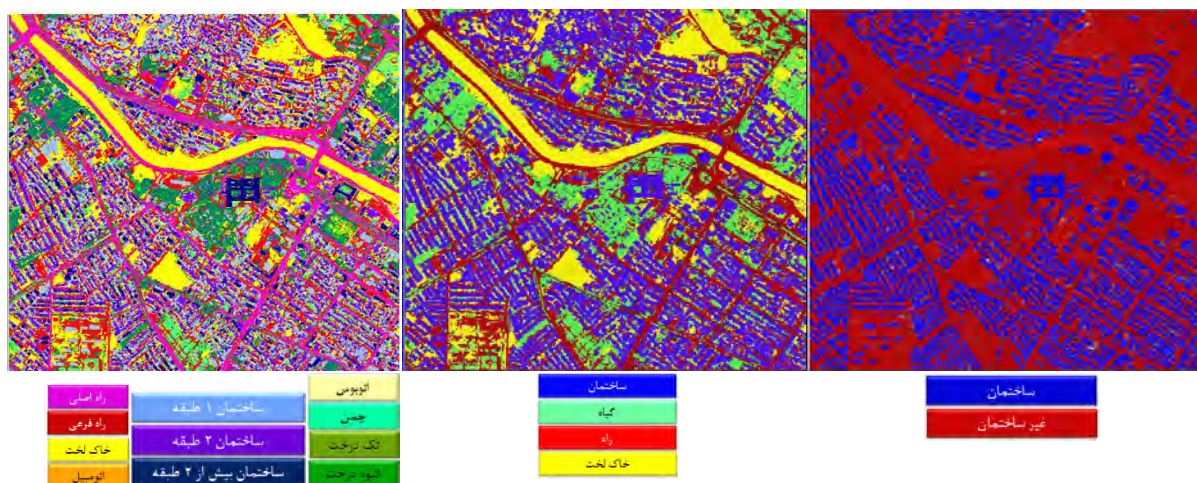 راه اصلی
راه فرعی
خاک لخت
اتومبیل
ساختمان ۱ طبقه
ساختمان ۲ طبقه
ساختمان بیش از ۲ طبقه
اتوبوس
چمن
تک درخت
انبوه درخت
ساختمان
گیاه
راه
خاک لخت
ساختمان
غیر ساختمان